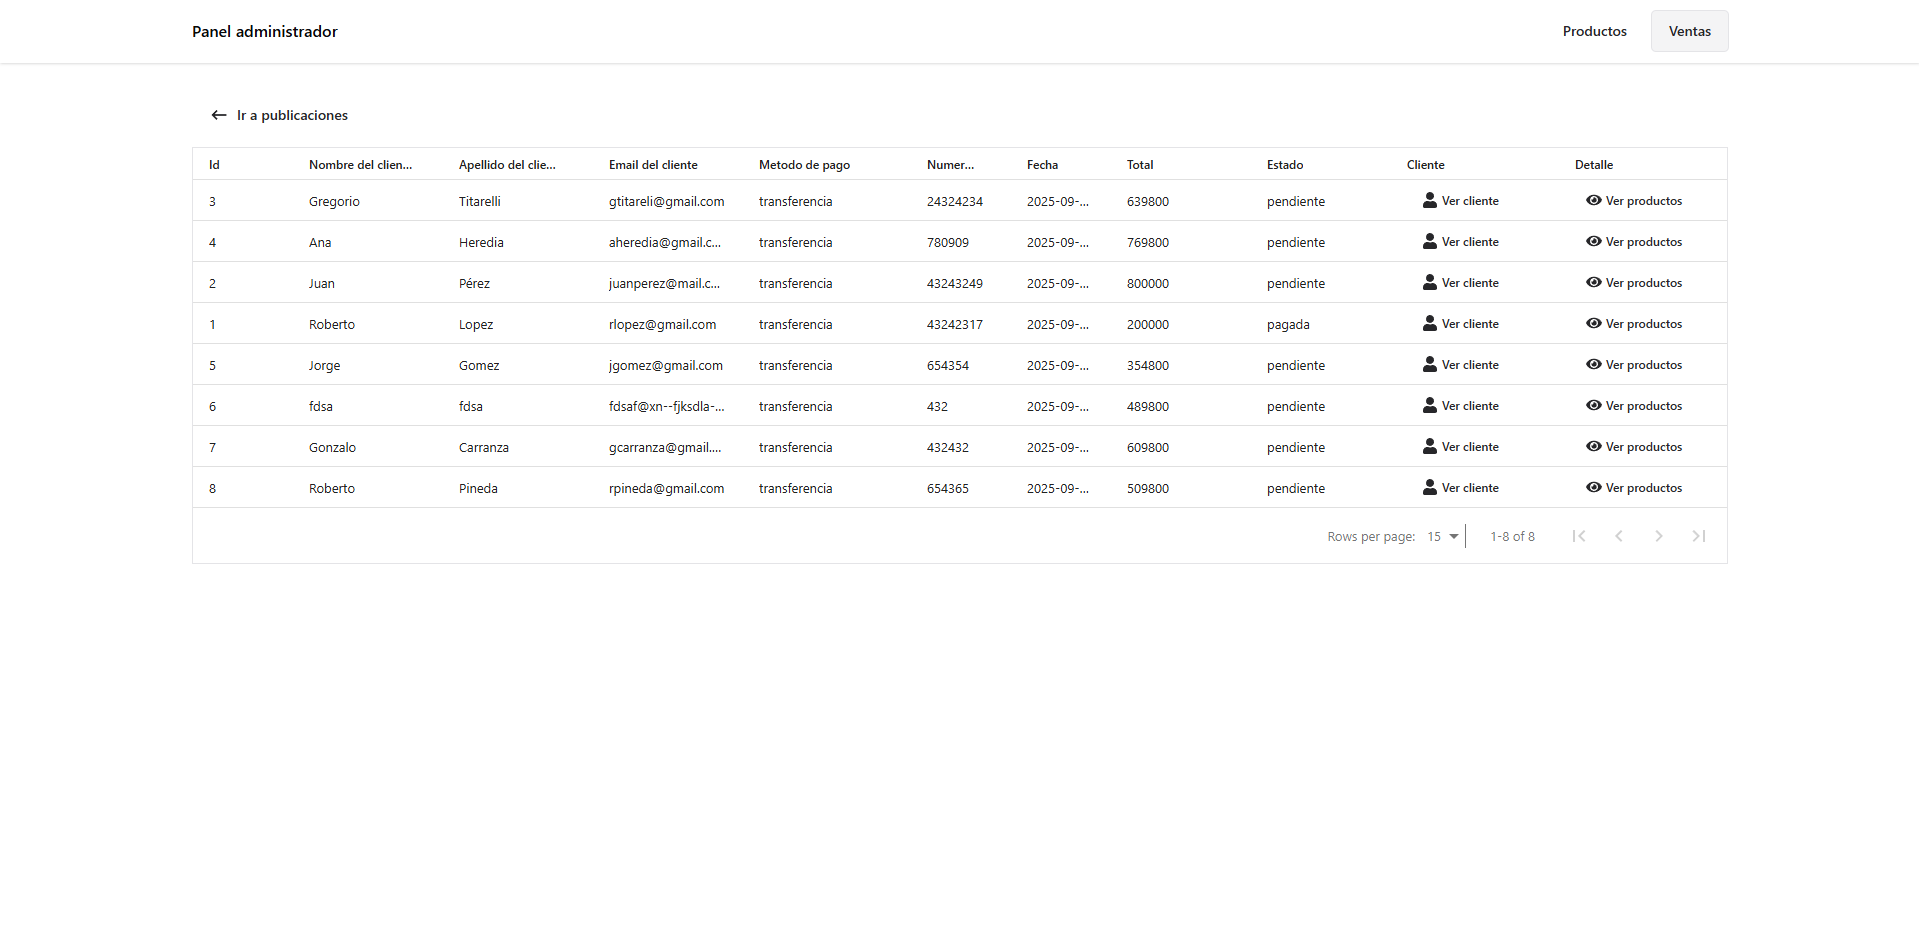 Panel administrador Productos Ventas
Ir a publicaciones
Id Nombre del clien... Apellido del clie... Email del cliente Metodo de pago Numer... Fecha Total Estado Cliente Detalle
3 Gregorio Titarelli gtitareli@gmail.com transferencia 24324234 2025-09-... 639800 pendiente Ver cliente Ver productos
4 Ana Heredia aheredia@gmail.c... transferencia 780909 2025-09-... 769800 pendiente Ver cliente Ver productos
2 Juan Pérez juanperez@mail.c... transferencia 43243249 2025-09-... 800000 pendiente Ver cliente Ver productos
1 Roberto Lopez rlopez@gmail.com transferencia 43242317 2025-09-... 200000 pagada Ver cliente Ver productos
5 Jorge Gomez jgomez@gmail.com transferencia 654354 2025-09-... 354800 pendiente Ver cliente Ver productos
6 fdsa fdsa fdsaf@xn--fjksdla-... transferencia 432 2025-09-... 489800 pendiente Ver cliente Ver productos
7 Gonzalo Carranza gcarranza@gmail.... transferencia 432432 2025-09-... 609800 pendiente Ver cliente Ver productos
8 Roberto Pineda rpineda@gmail.com transferencia 654365 2025-09-... 509800 pendiente Ver cliente Ver productos
Rows per page: 15 1-8 of 8